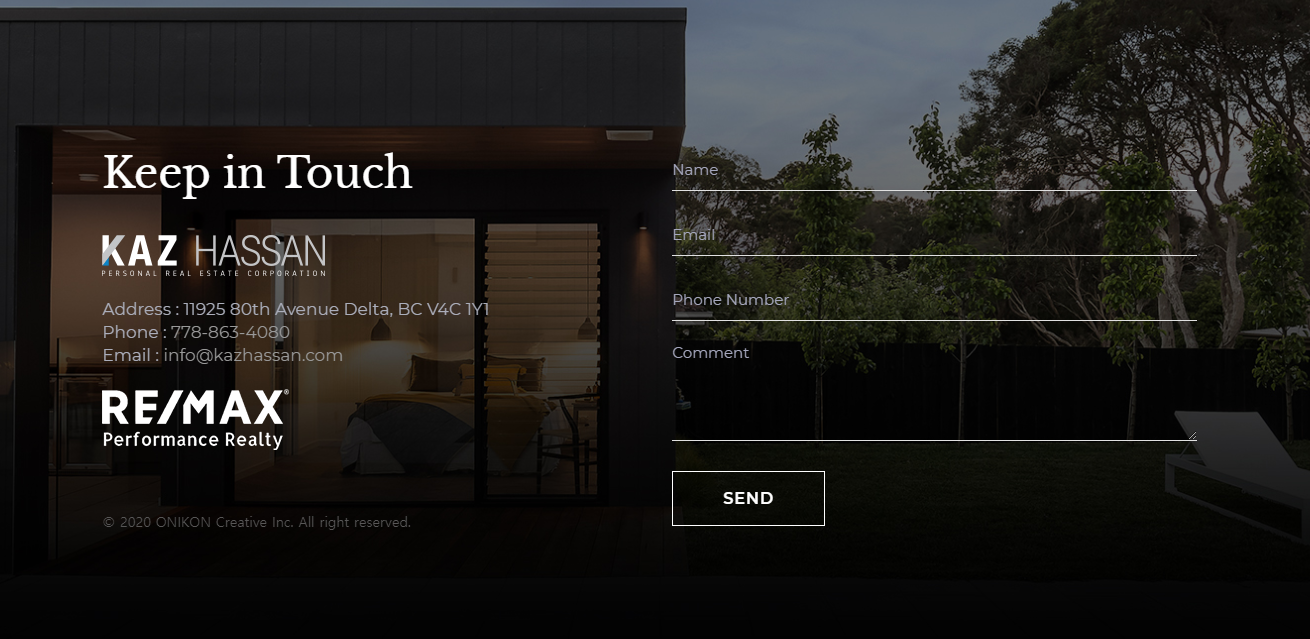 Keep in Touch
KAZ HASSAN
PERSONAL REAL ESTATE CORPORATION
Address : 11925 80th Avenue Delta, BC V4C 1Y1
Phone : 778-863-4080
Email : info@kazhassan.com
RE/MAX®
Performance Realty
© 2020 ONIKON Creative Inc. All right reserved.
Name
Email
Phone Number
Comment
SEND